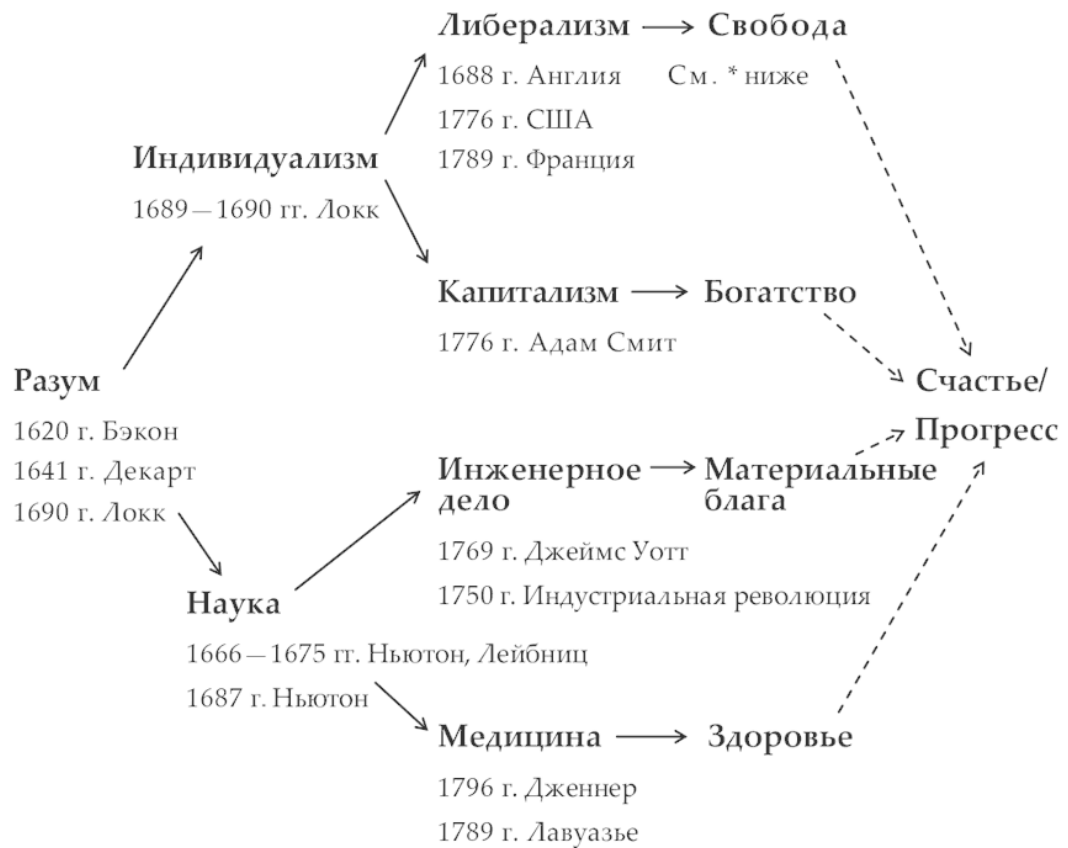 Либерализм
Свобода
1688 г. Англия
См. * ниже
1776 г. США
1789 г. Франция
Индивидуализм
1689—1690 гг. Локк
Капитализм
Богатство
1776 г. Адам Смит
Разум
1620 г. Бэкон
1641 г. Декарт
1690 г. Локк
Счастье/
Прогресс
Инженерное
дело
Материальные
блага
1769 г. Джеймс Уотт
1750 г. Индустриальная революция
Наука
1666—1675 гг. Ньютон, Лейбниц
1687 г. Ньютон
Медицина
Здоровье
1796 г. Дженнер
1789 г. Лавуазье